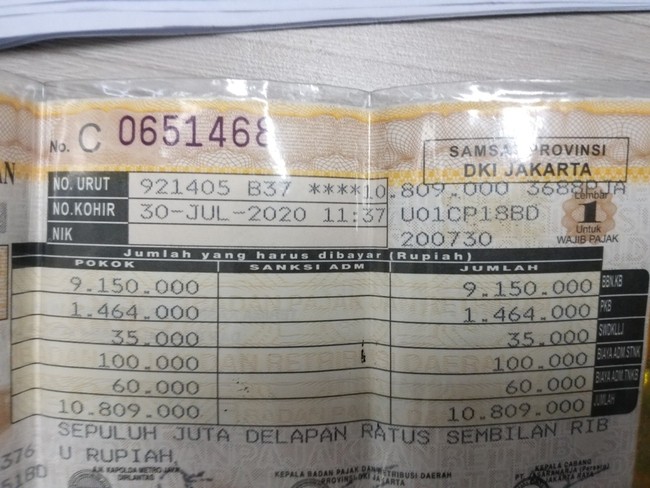 No. C 0651468
SAMSAT PROVINSI
DKI JAKARTA
NO. URUT 921405 B37 ****10.809.000 3688PJA
NO.KOHIR 30-JUL-2020 11:37 U01CP18BD
NIK 200730
Lembar
1
Untuk
WAJIB PAJAK
Jumlah yang harus dibayar (Rupiah)
POKOK SANKSI ADM JUMLAH
9.150.000 9.150.000 BBN.KB
1.464.000 1.464.000 PKB
35.000 35.000 SWDKLLJ
100.000 100.000 BIAYA ADM.STNK
60.000 60.000 BIAYA ADM.TNKB
10.809.000 10.809.000 JUMLAH
SEPULUH JUTA DELAPAN RATUS SEMBILAN RIB
U RUPIAH
A.N. KAPOLDA METRO JAYA
DIRLANTAS
KEPALA BADAN PAJAK DAN RETRIBUSI DAERAH
KEPALA CABANG